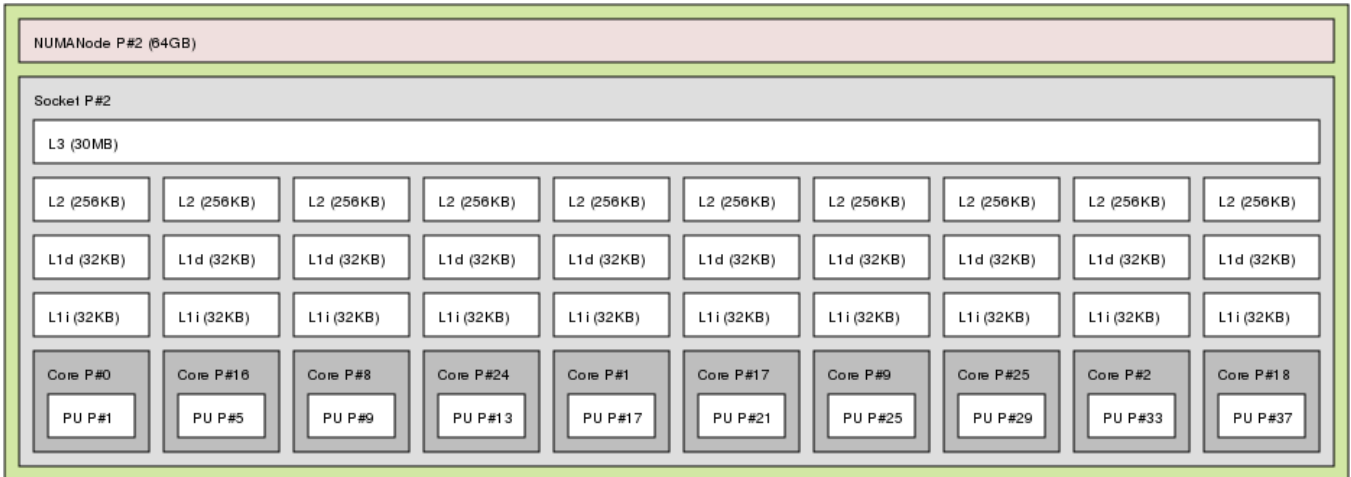 NUMANode P#2 (64GB)
Socket P#2
L3 (30MB)
L2 (256KB) L2 (256KB) L2 (256KB) L2 (256KB) L2 (256KB) L2 (256KB) L2 (256KB) L2 (256KB) L2 (256KB) L2 (256KB)
L1d (32KB) L1d (32KB) L1d (32KB) L1d (32KB) L1d (32KB) L1d (32KB) L1d (32KB) L1d (32KB) L1d (32KB) L1d (32KB)
L1i (32KB) L1i (32KB) L1i (32KB) L1i (32KB) L1i (32KB) L1i (32KB) L1i (32KB) L1i (32KB) L1i (32KB) L1i (32KB)
Core P#0 Core P#16 Core P#8 Core P#24 Core P#1 Core P#17 Core P#9 Core P#25 Core P#2 Core P#18
PU P#1 PU P#5 PU P#9 PU P#13 PU P#17 PU P#21 PU P#25 PU P#29 PU P#33 PU P#37